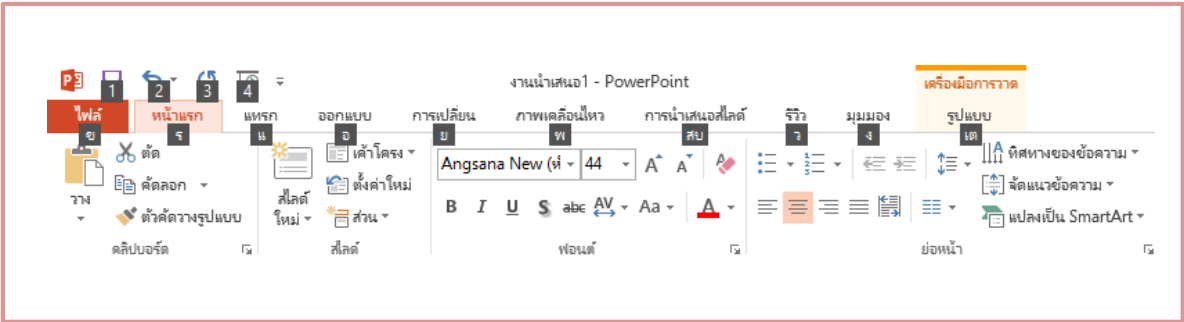 P
งานนำเสนอ1 - PowerPoint
เครื่องมือการวาด
1 2 3 4
ไฟล์ หน้าแรก แทรก ออกแบบ การเปลี่ยน ภาพเคลื่อนไหว การนำเสนอสไลด์ รีวิว มุมมอง รูปแบบ
ข ร แ อ ย พ สบ ว ง เต
ตัด เค้าโครง Angsana New (หั 44 A A ทิศทางของข้อความ
คัดลอก ตั้งค่าใหม่ จัดแนวข้อความ
วาง สไลด์
ตัวคัดวางรูปแบบ ใหม่ ส่วน B I U S abc AV Aa A แปลงเป็น SmartArt
คลิปบอร์ด สไลด์ ฟอนต์ ย่อหน้า